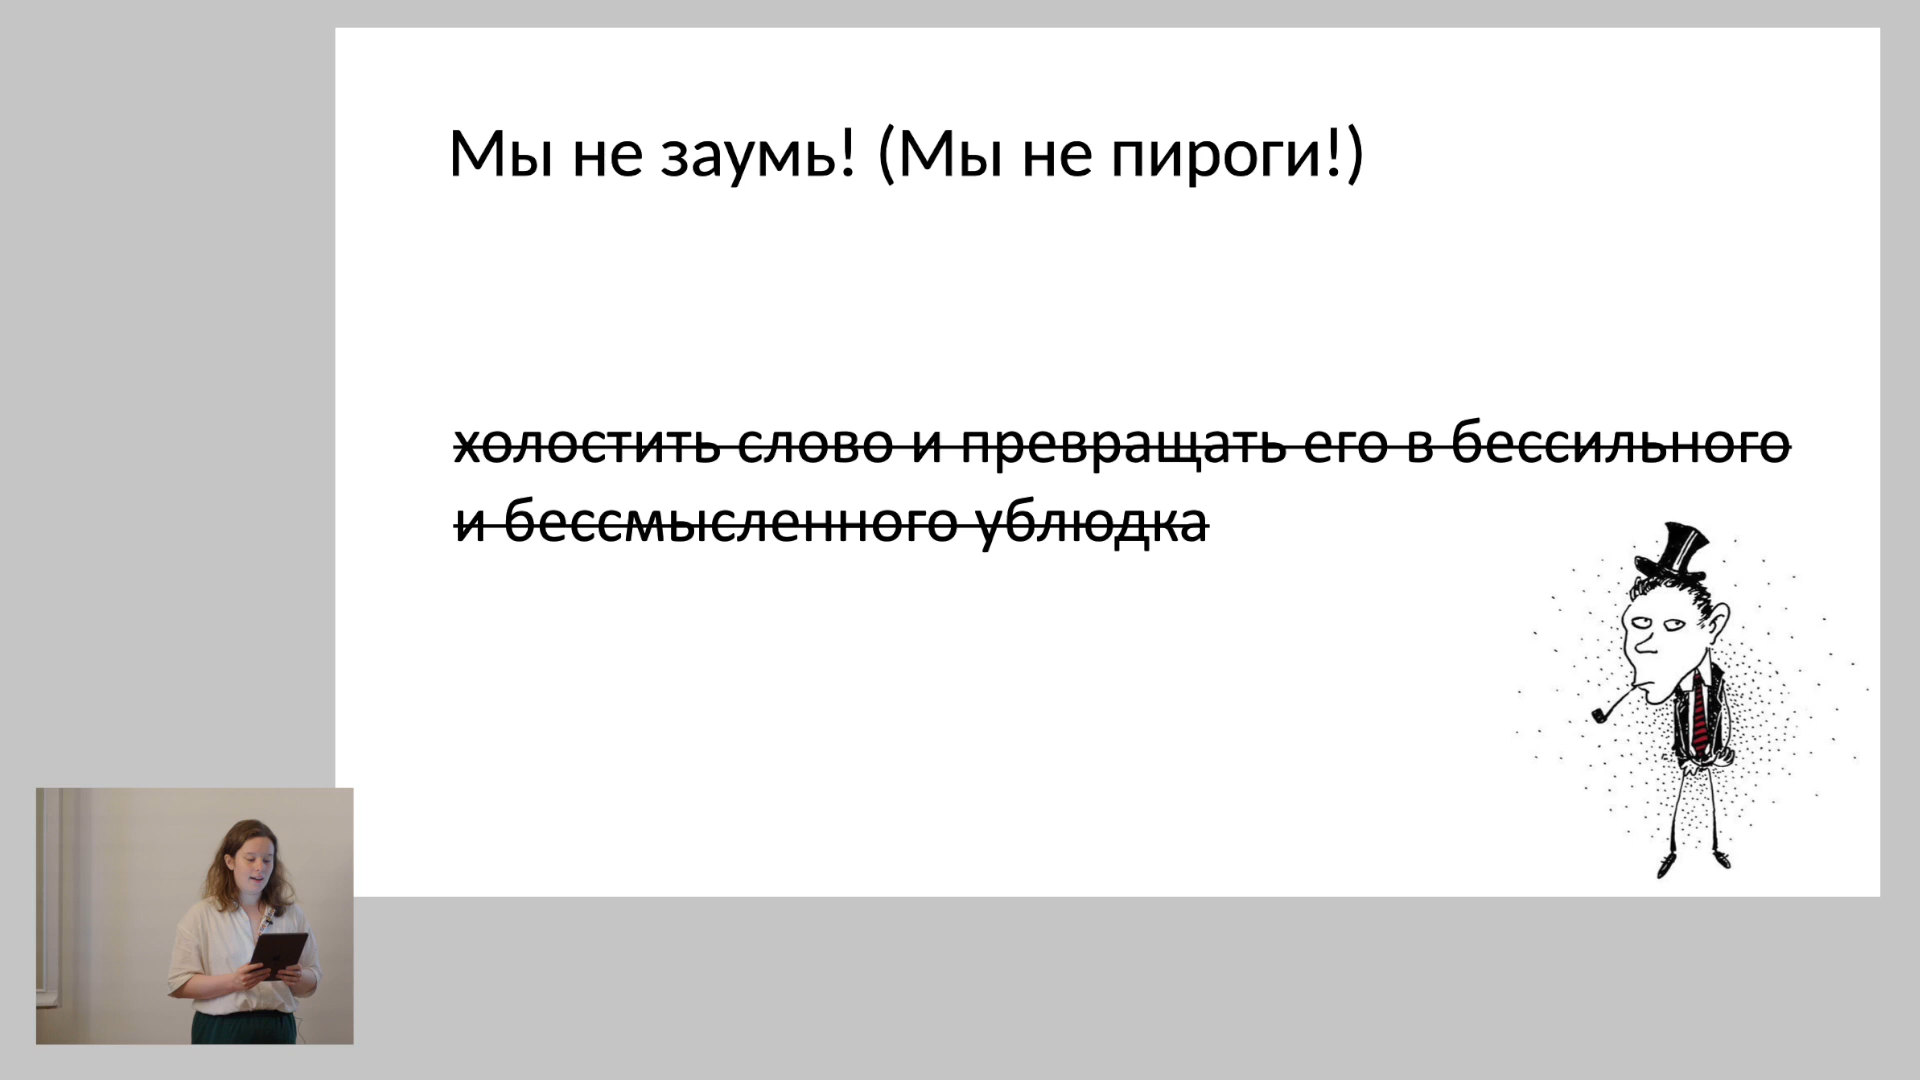 Мы не заумь! (Мы не пироги!)
холостить слово и превращать его в бессильного
и бессмысленного ублюдка